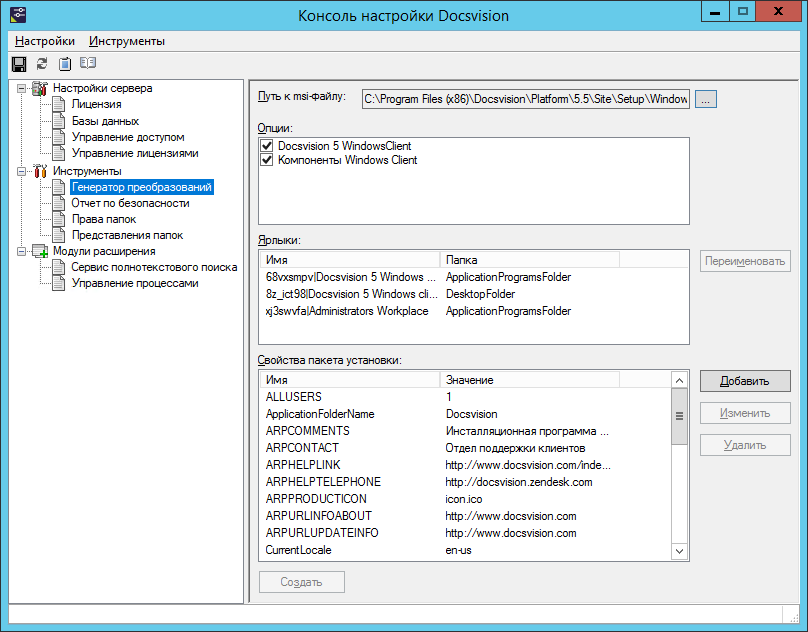 Консоль настройки Docsvision
Настройки Инструменты
Настройки сервера
Лицензия
Базы данных
Управление доступом
Управление лицензиями
Инструменты
Генератор преобразований
Отчет по безопасности
Права папок
Представления папок
Модули расширения
Сервис полнотекстового поиска
Управление процессами
Путь к msi-файлу: C:\Program Files (x86)\Docsvision\Platform\5.5\Site\Setup\Window ...
Опции:
Docsvision 5 WindowsClient
Компоненты Windows Client
Ярлыки:
Имя Папка
68vxsmpv|Docsvision 5 Windows ... ApplicationProgramsFolder
8z_ict98|Docsvision 5 Windows cli... DesktopFolder
xj3swvfa|Administrators Workplace ApplicationProgramsFolder
Переименовать
Свойства пакета установки:
Имя Значение
ALLUSERS 1
ApplicationFolderName Docsvision
ARPCOMMENTS Инсталляционная программа ...
ARPCONTACT Отдел поддержки клиентов
ARPHELPLINK http://www.docsvision.com/inde...
ARPHELPTELEPHONE http://docsvision.zendesk.com
ARPPRODUCTICON icon.ico
ARPURLINFOABOUT http://www.docsvision.com
ARPURLUPDATEINFO http://www.docsvision.com
CurrentLocale en-us
Добавить
Изменить
Удалить
Создать